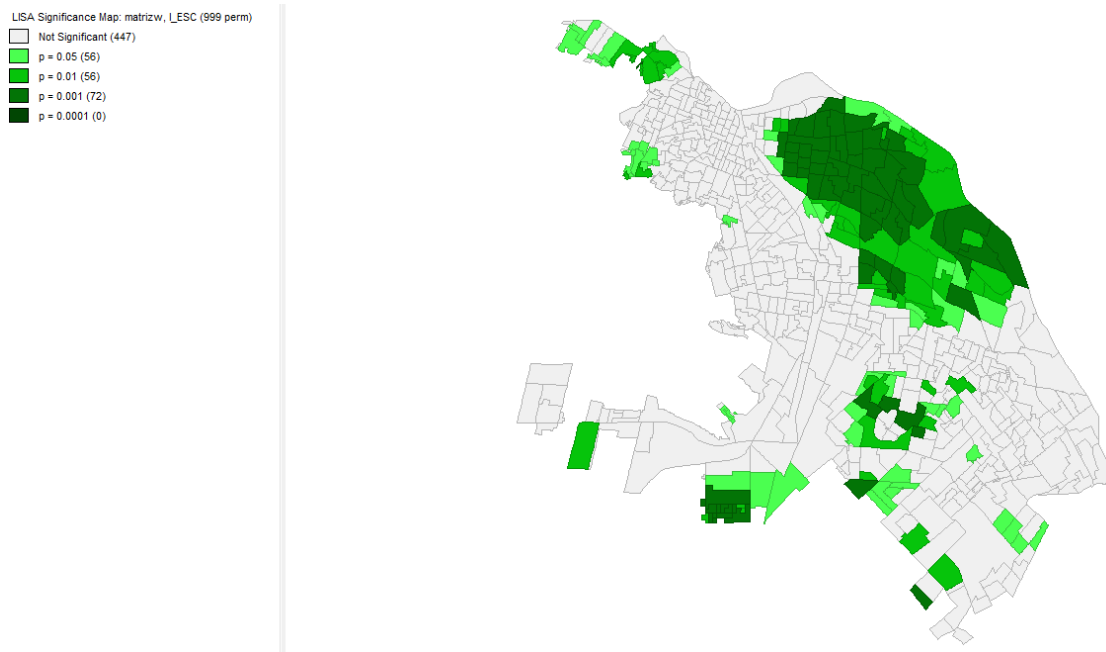 LISA Significance Map: matrizw, I_ESC (999 perm)
Not Significant (447)
p = 0.05 (56)
p = 0.01 (56)
p = 0.001 (72)
p = 0.0001 (0)